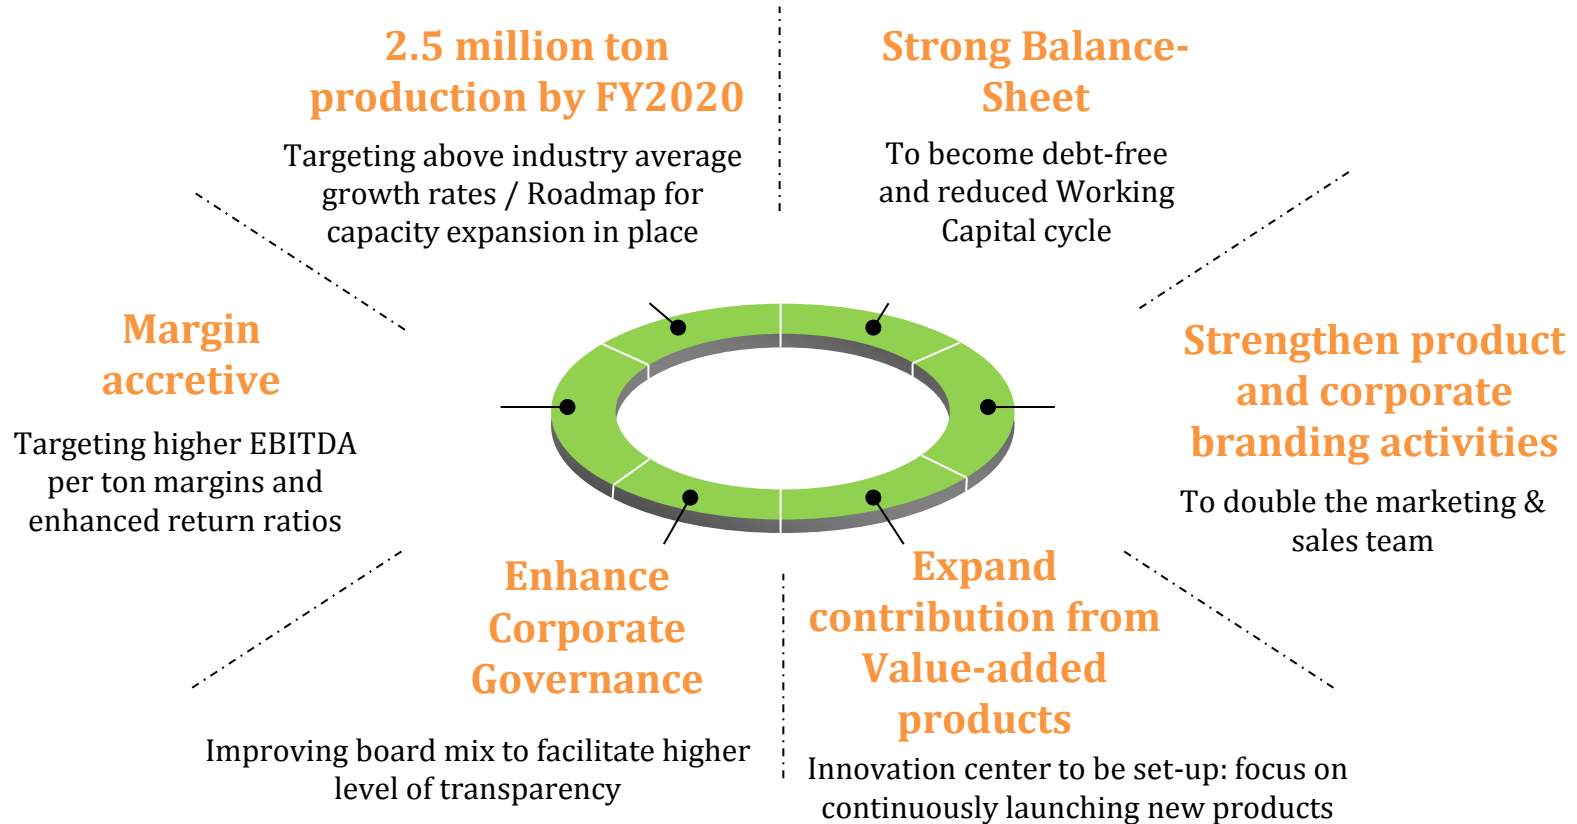 2.5 million ton
production by FY2020
Targeting above industry average
growth rates / Roadmap for
capacity expansion in place
Strong Balance-
Sheet
To become debt-free
and reduced Working
Capital cycle
Margin
accretive
Targeting higher EBITDA
per ton margins and
enhanced return ratios
Strengthen product
and corporate
branding activities
To double the marketing &
sales team
Enhance
Corporate
Governance
Improving board mix to facilitate higher
level of transparency
Expand
contribution from
Value-added
products
Innovation center to be set-up: focus on
continuously launching new products